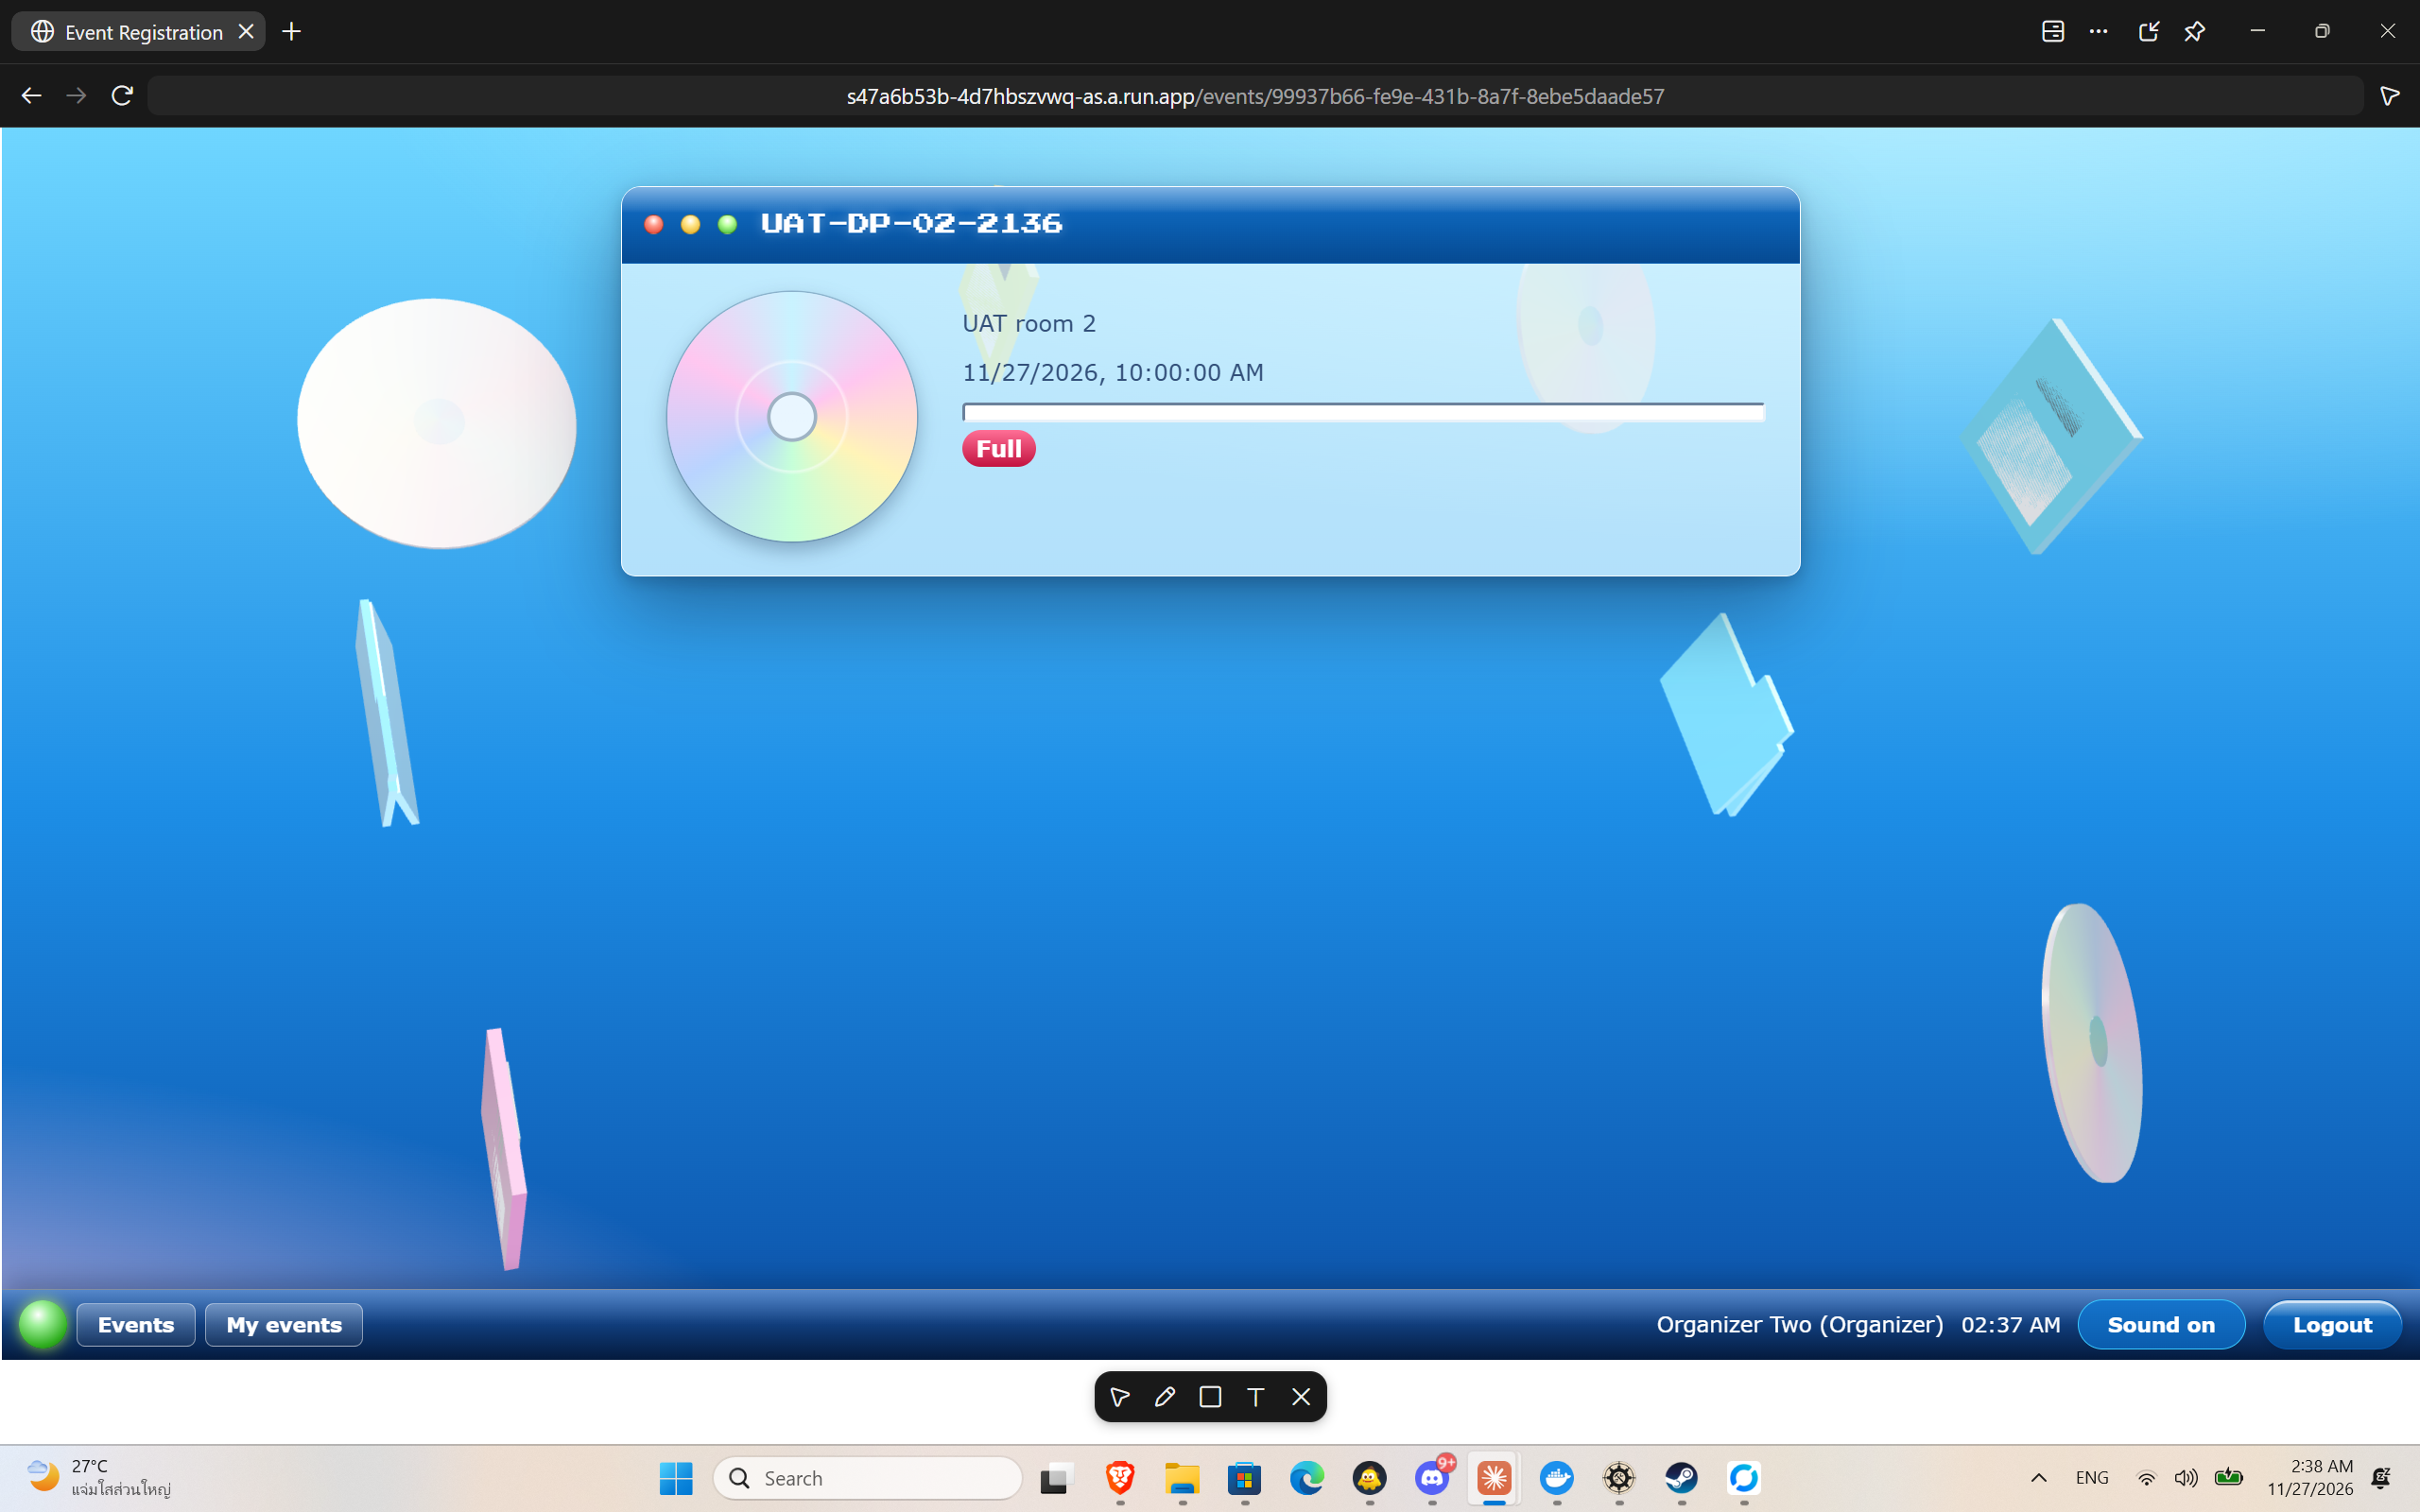 Event Registration
s47a6b53b-4d7hbszvwq-as.a.run.app/events/99937b66-fe9e-431b-8a7f-8ebe5daade57
UAT-DP-02-2136
UAT room 2
11/27/2026, 10:00:00 AM
Full
Events
My events
Organizer Two (Organizer)
02:37 AM
Sound on
Logout
27°C
แจ่มใสส่วนใหญ่
Search
9+
ENG
2:38 AM
11/27/2026